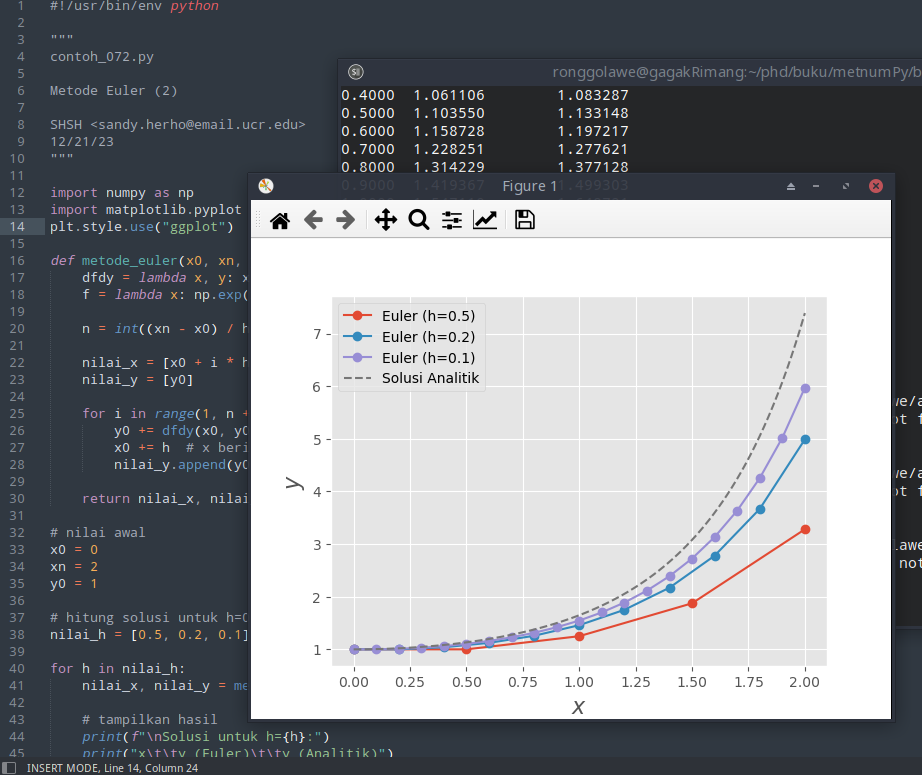 1 #!/usr/bin/env python
2
3 """
4 contoh_072.py
5
6 Metode Euler (2)
7
8 SHSH <sandy.herho@email.ucr.edu>
9 12/21/23
10 """
11
12 import numpy as np
13 import matplotlib.pyplot
14 plt.style.use("ggplot")
15
16 def metode_euler(x0, xn,
17 dfdy = lambda x, y: x
18 f = lambda x: np.exp(
19
20 n = int((xn - x0) / h
21
22 nilai_x = [x0 + i * h
23 nilai_y = [y0]
24
25 for i in range(1, n +
26 y0 += dfdy(x0, y0
27 x0 += h # x beri
28 nilai_y.append(y0
29
30 return nilai_x, nilai
31
32 # nilai awal
33 x0 = 0
34 xn = 2
35 y0 = 1
36
37 # hitung solusi untuk h=0
38 nilai_h = [0.5, 0.2, 0.1]
39
40 for h in nilai_h:
41 nilai_x, nilai_y = me
42
43 # tampilkan hasil
44 print(f"\nSolusi untuk h={h}:")
45 print("x\t\ty (Euler)\t\ty (Analitik)")
INSERT MODE, Line 14, Column 24
ronggolawe@gagakRimang:~/phd/buku/metnumPy/b
0.4000 1.061106 1.083287
0.5000 1.103550 1.133148
0.6000 1.158728 1.197217
0.7000 1.228251 1.277621
0.8000 1.314229 1.377128
0.9000 1.419367 1.499303
we/a
ot f
we/a
ot f
lawe
not
Figure 1
Euler (h=0.5)
Euler (h=0.2)
Euler (h=0.1)
Solusi Analitik
y
7
6
5
4
3
2
1
0.00 0.25 0.50 0.75 1.00 1.25 1.50 1.75 2.00
x